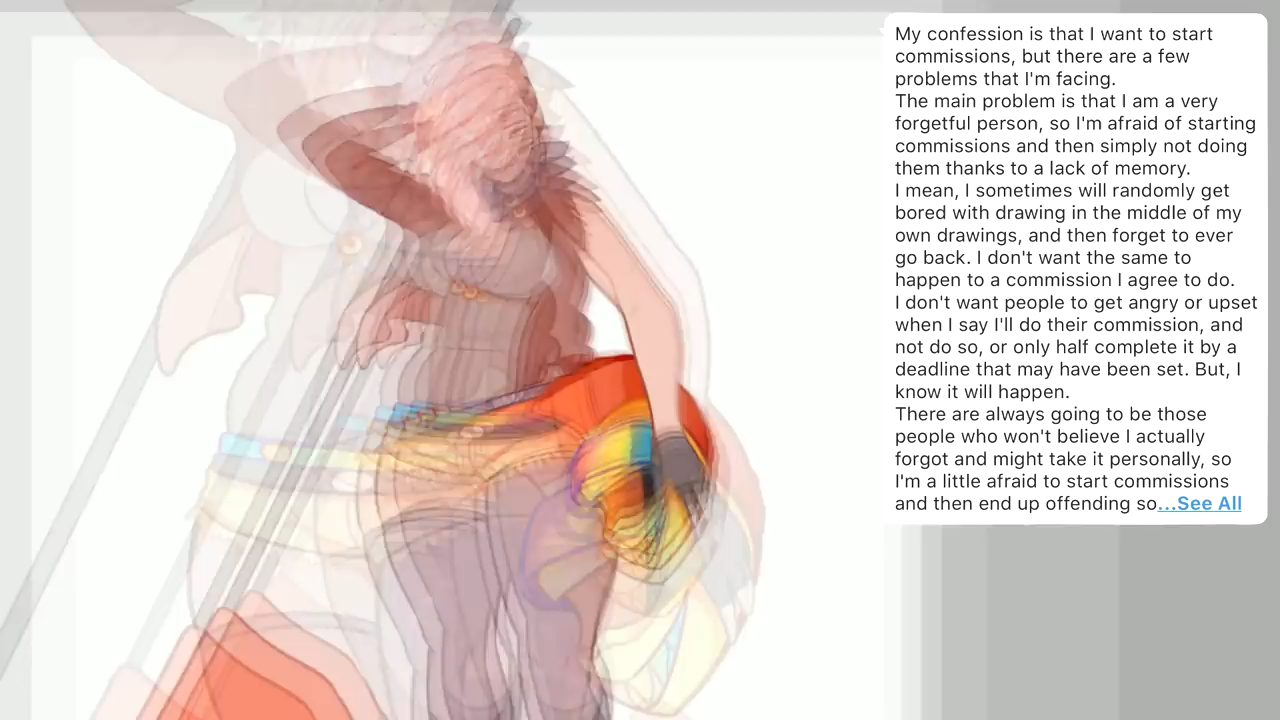 My confession is that I want to start
commissions, but there are a few
problems that I'm facing.
The main problem is that I am a very
forgetful person, so I'm afraid of starting
commissions and then simply not doing
them thanks to a lack of memory.
I mean, I sometimes will randomly get
bored with drawing in the middle of my
own drawings, and then forget to ever
go back. I don't want the same to
happen to a commission I agree to do.
I don't want people to get angry or upset
when I say I'll do their commission, and
not do so, or only half complete it by a
deadline that may have been set. But, I
know it will happen.
There are always going to be those
people who won't believe I actually
forgot and might take it personally, so
I'm a little afraid to start commissions
and then end up offending so...See All